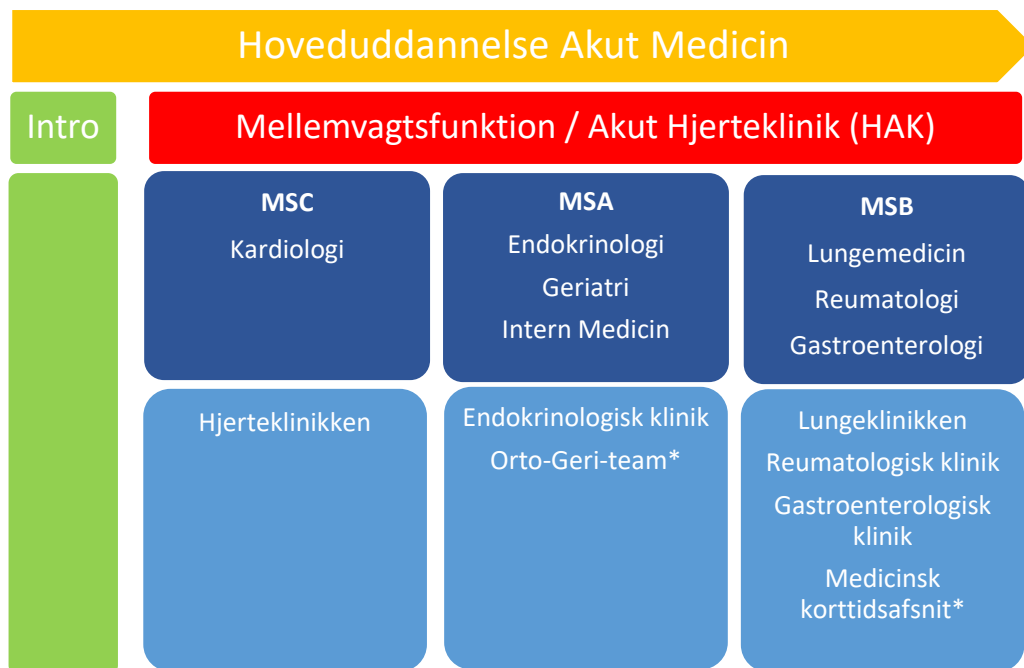 Hoveduddannelse Akut Medicin
Intro
Mellemvagtsfunktion / Akut Hjerteklinik (HAK)
MSC
Kardiologi
MSA
Endokrinologi
Geriatri
Intern Medicin
MSB
Lungemedicin
Reumatologi
Gastroenterologi
Hjerteklinikken
Endokrinologisk klinik
Orto-Geri-team*
Lungeklinikken
Reumatologisk klinik
Gastroenterologisk
klinik
Medicinsk
korttidsafsnit*